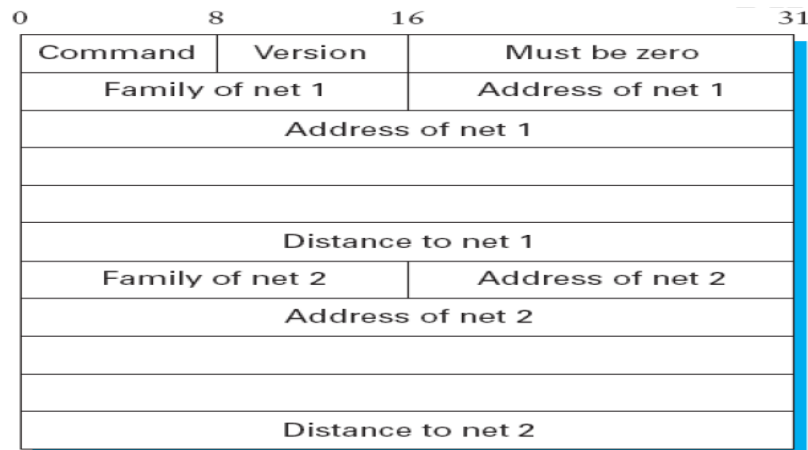 0 8 16 31
Command Version Must be zero
Family of net 1 Address of net 1
Address of net 1
Distance to net 1
Family of net 2 Address of net 2
Address of net 2
Distance to net 2